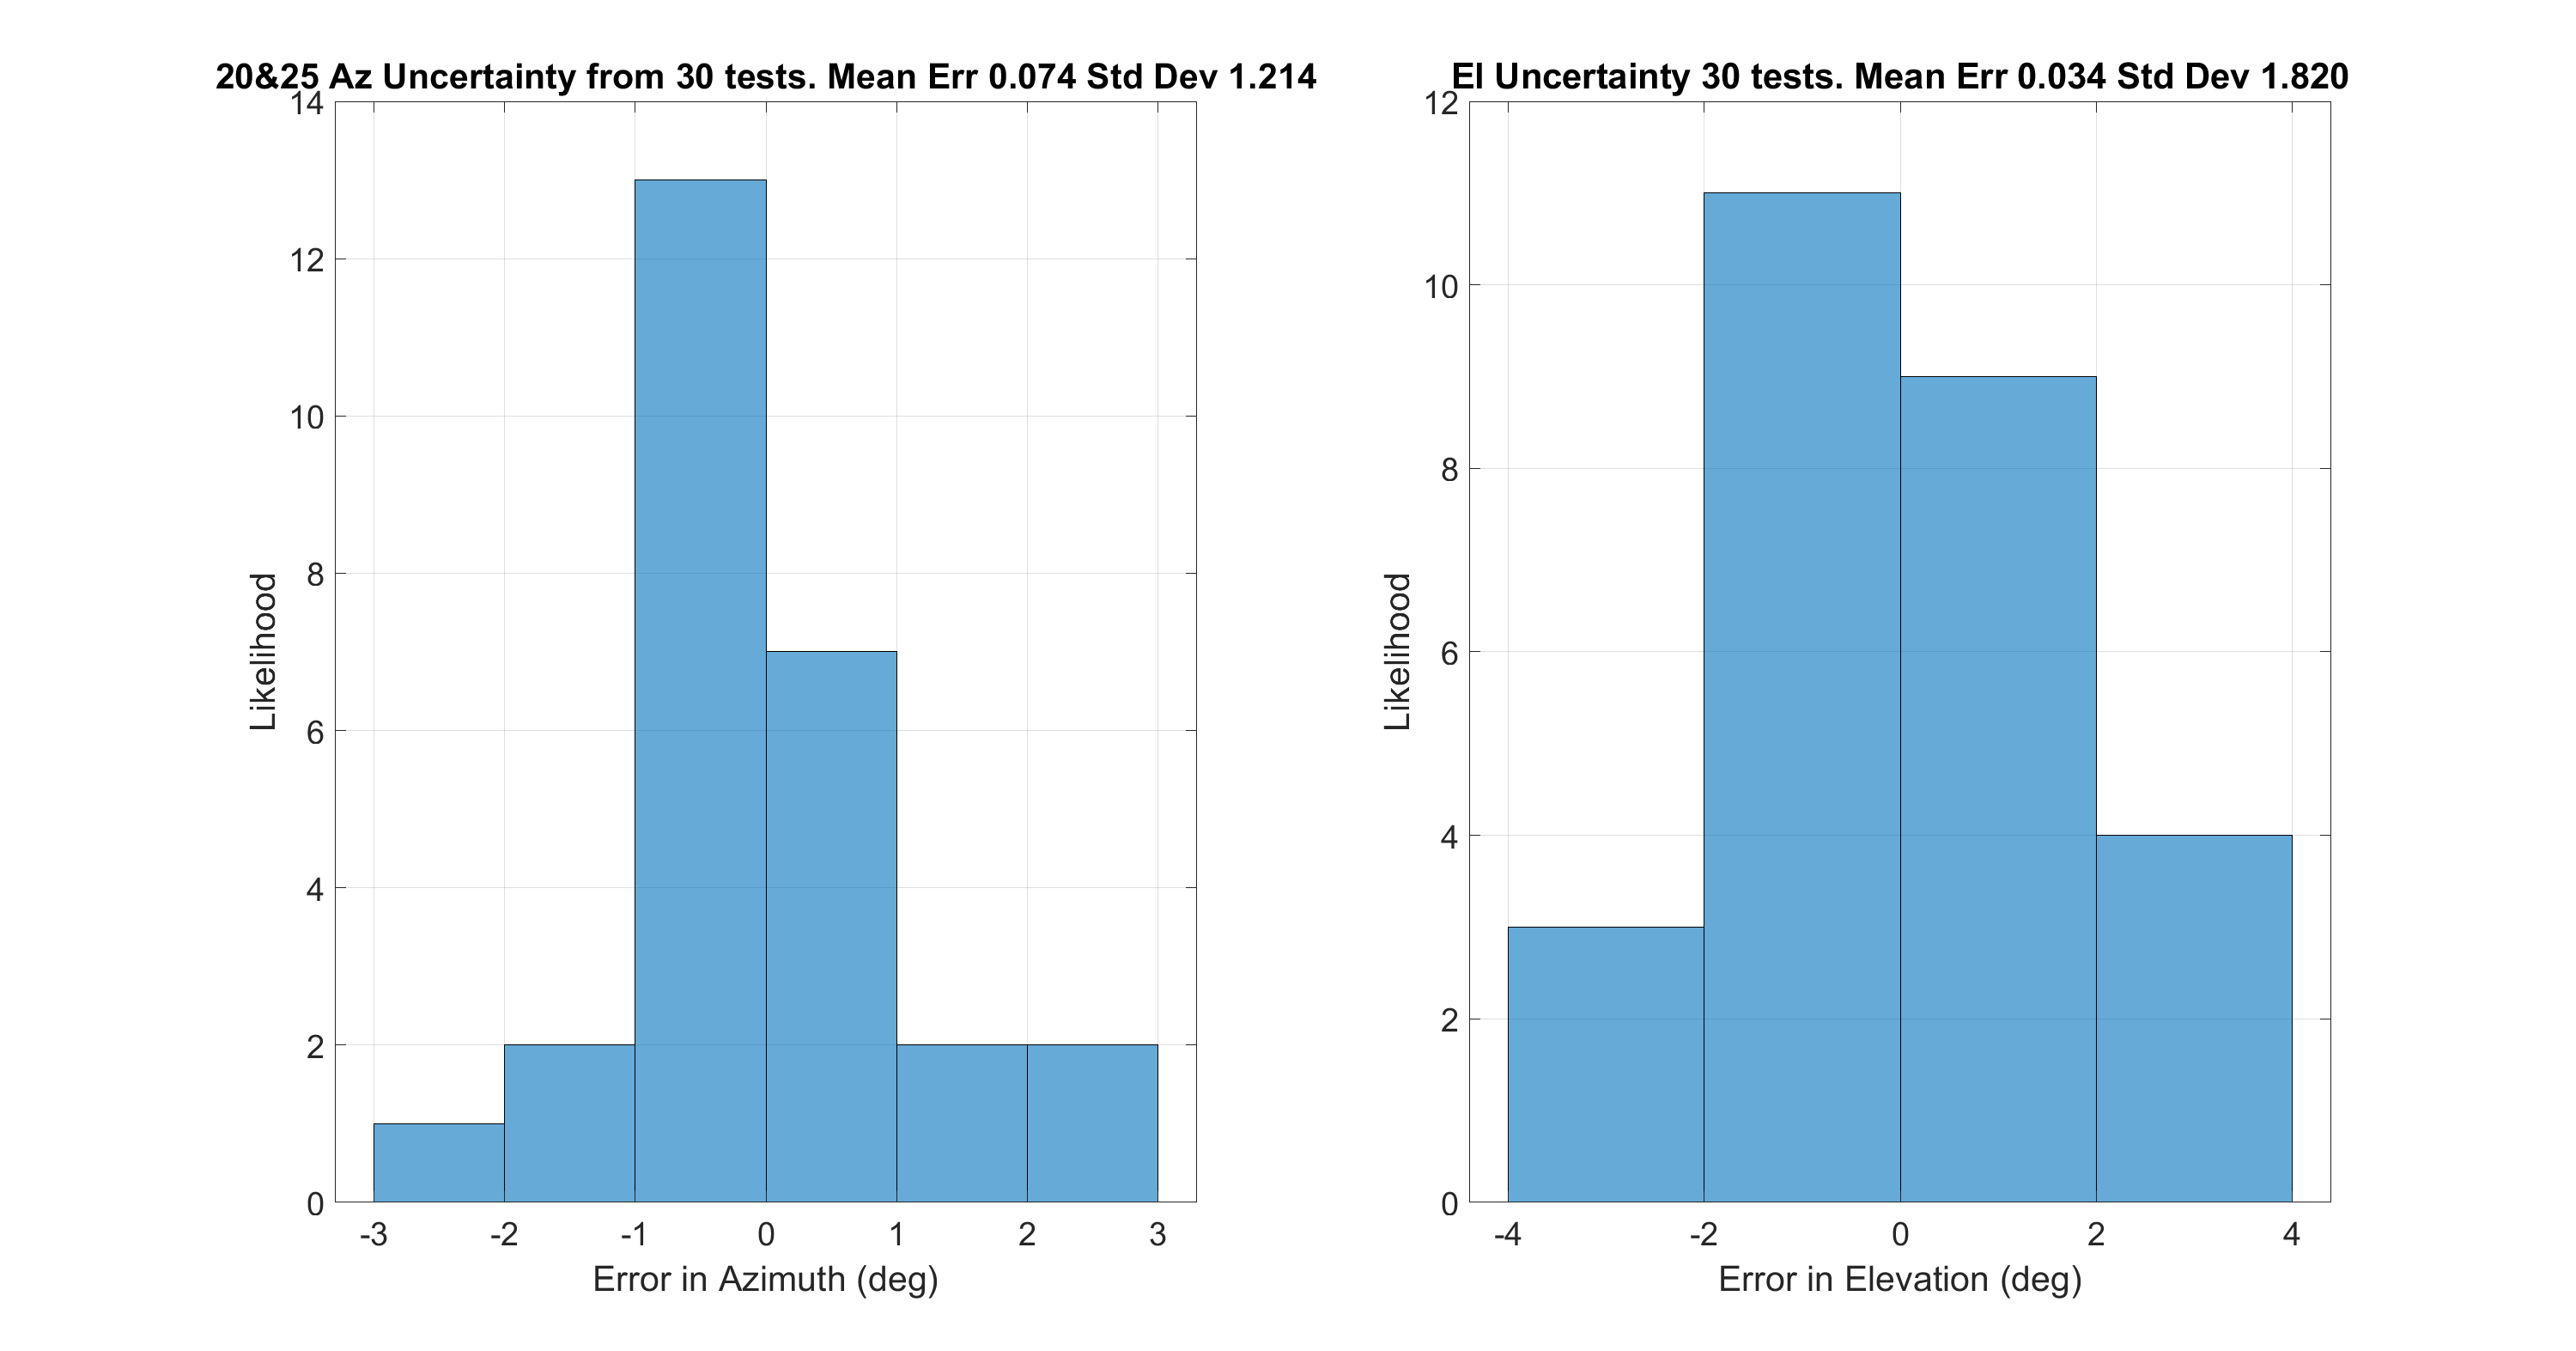 20&25 Az Uncertainty from 30 tests. Mean Err 0.074 Std Dev 1.214
14
12
10
8
6
4
2
0
Likelihood
-3 -2 -1 0 1 2 3
Error in Azimuth (deg)
El Uncertainty 30 tests. Mean Err 0.034 Std Dev 1.820
12
10
8
6
4
2
0
Likelihood
-4 -2 0 2 4
Error in Elevation (deg)